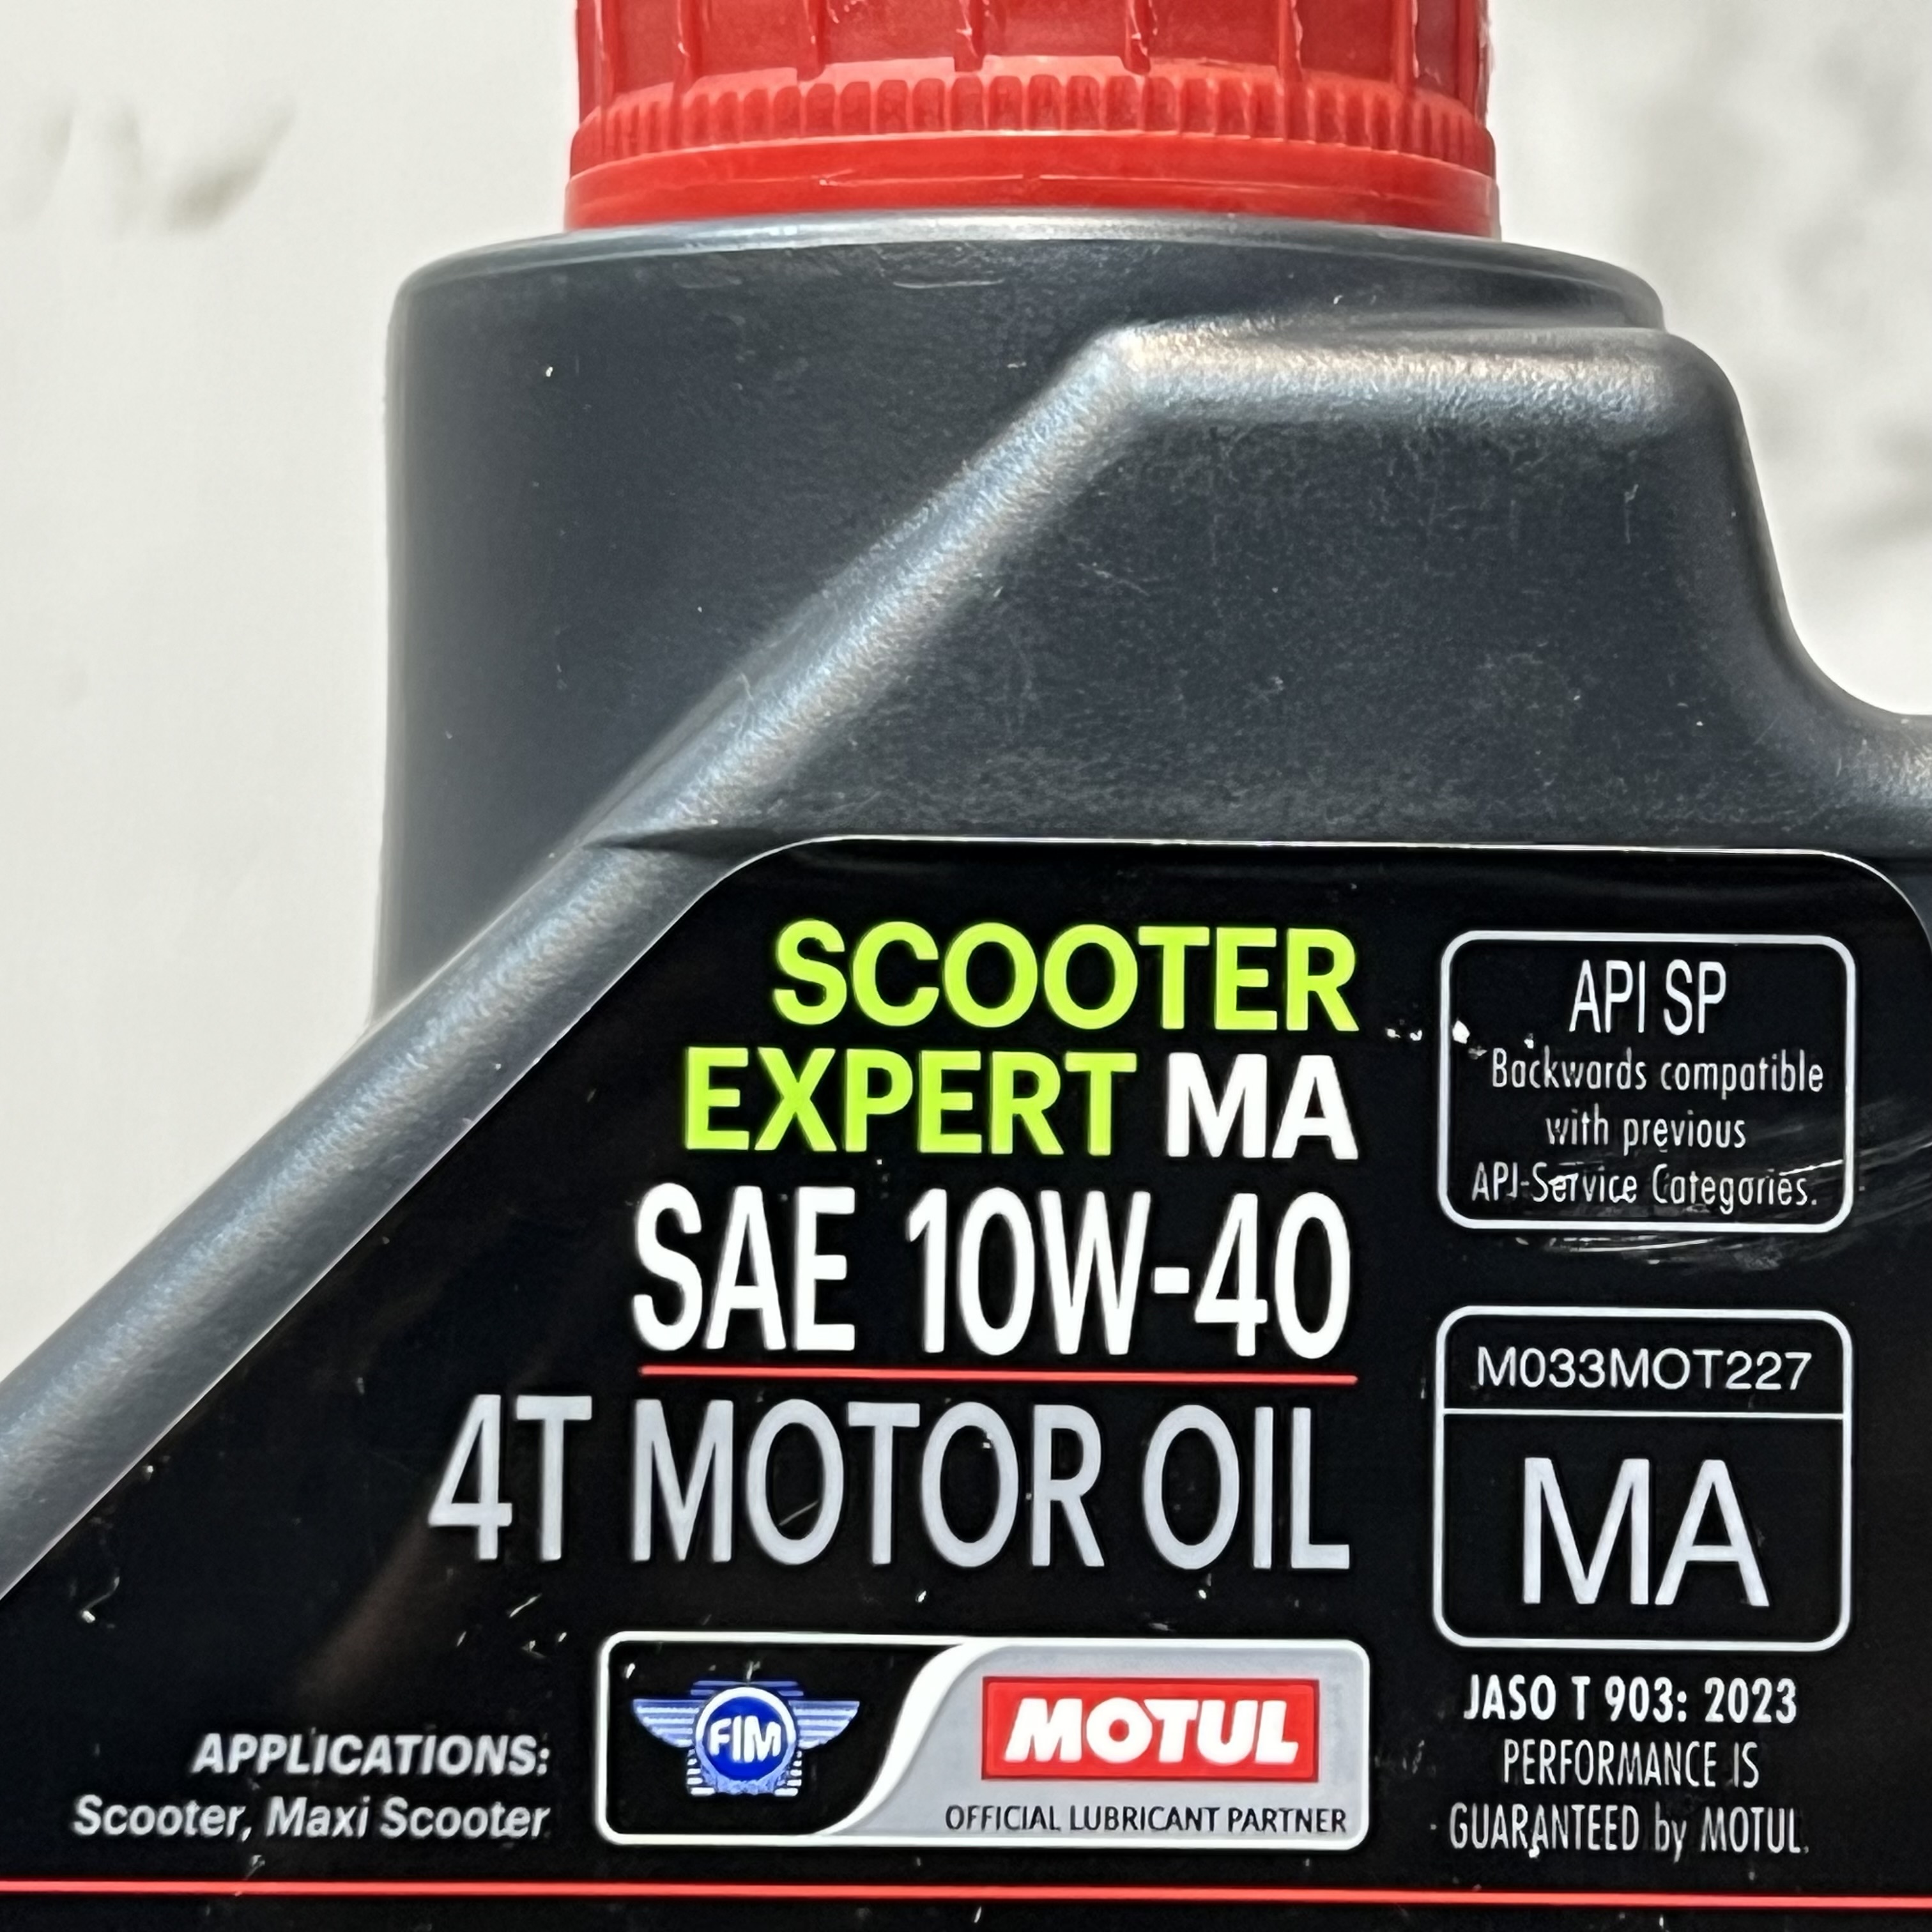 SCOOTER
EXPERT MA
SAE 10W-40
4T MOTOR OIL
API SP
Backwards compatible
with previous
API-Service Categories.
M033MOT227
MA
JASO T 903: 2023
PERFORMANCE IS
GUARANTEED by MOTUL.
FIM
MOTUL
OFFICIAL LUBRICANT PARTNER
APPLICATIONS:
Scooter, Maxi Scooter